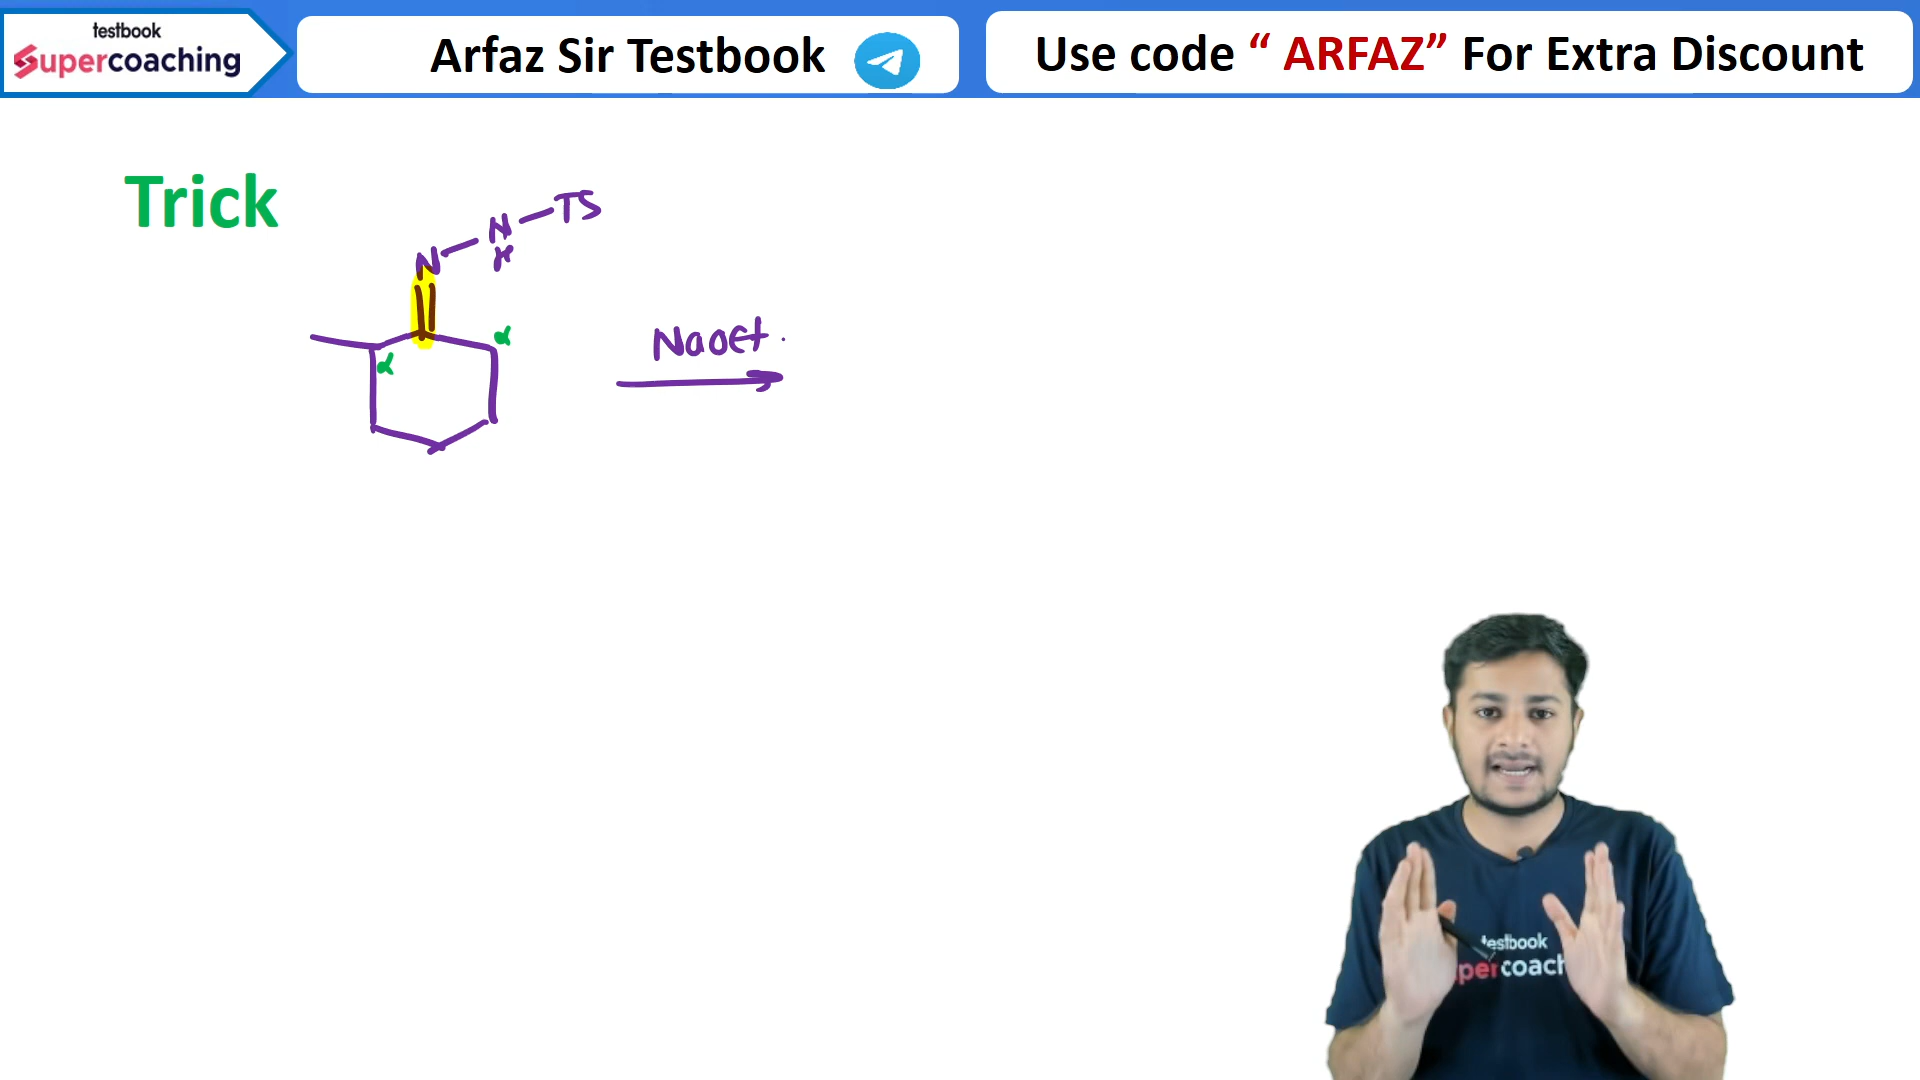 testbook
Supercoaching
Arfaz Sir Testbook
Use code “ ARFAZ” For Extra Discount
Trick
N-N-TS
H
α
α
NaOEt.
testbook
percoach